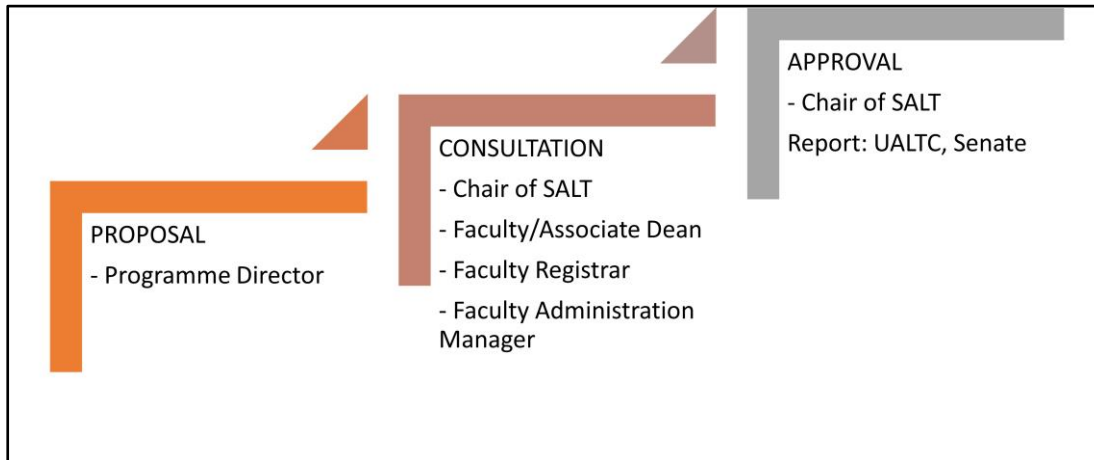 PROPOSAL
- Programme Director
CONSULTATION
- Chair of SALT
- Faculty/Associate Dean
- Faculty Registrar
- Faculty Administration
Manager
APPROVAL
- Chair of SALT
Report: UALTC, Senate